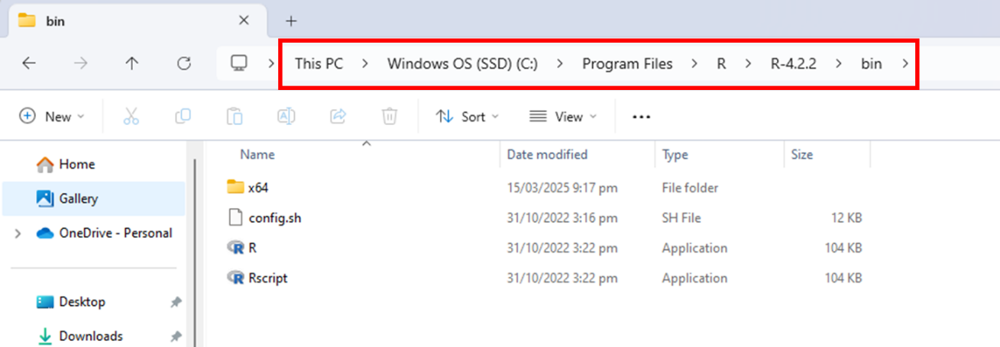 bin
This PC > Windows OS (SSD) (C:) > Program Files > R > R-4.2.2 > bin >
New Sort View
Name Date modified Type Size
Home
Gallery
OneDrive - Personal
Desktop
Downloads
x64 15/03/2025 9:17 pm File folder
config.sh 31/10/2022 3:16 pm SH File 12 KB
R 31/10/2022 3:22 pm Application 104 KB
Rscript 31/10/2022 3:22 pm Application 104 KB